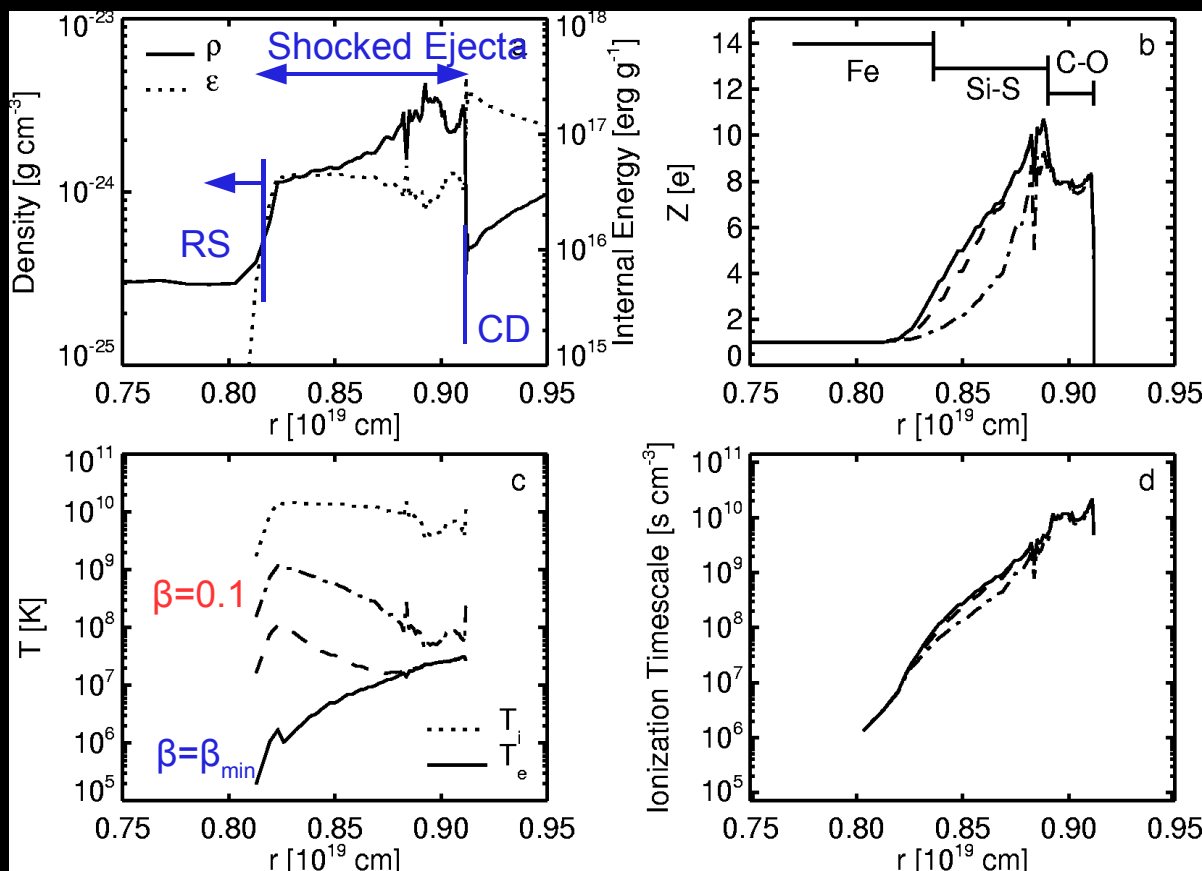 10^-23
10^-24
10^-25
Density [g cm^-3]
ρ
ε
Shocked Ejecta
a
RS
CD
10^18
10^17
10^16
10^15
Internal Energy [erg g^-1]
0.75 0.80 0.85 0.90 0.95
r [10^19 cm]
14
12
10
8
6
4
2
0
Z [e]
b
Fe
Si-S
C-O
0.75 0.80 0.85 0.90 0.95
r [10^19 cm]
10^11
10^10
10^9
10^8
10^7
10^6
10^5
T [K]
c
β=0.1
β=β_min
T_i
T_e
0.75 0.80 0.85 0.90 0.95
r [10^19 cm]
10^11
10^10
10^9
10^8
10^7
10^6
10^5
Ionization Timescale [s cm^-3]
d
0.75 0.80 0.85 0.90 0.95
r [10^19 cm]